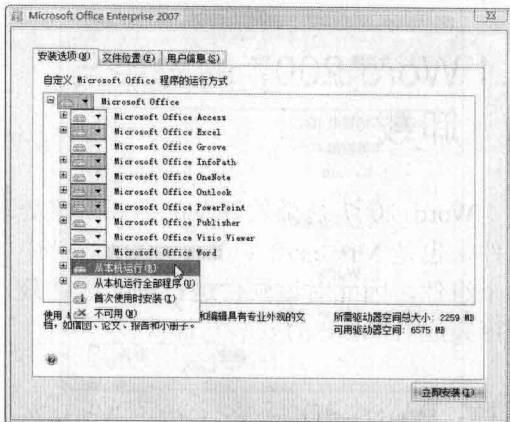 Microsoft Office Enterprise 2007
安装选项(N) 文件位置(F) 用户信息(S)
自定义 Microsoft Office 程序的运行方式
Microsoft Office
Microsoft Office Access
Microsoft Office Excel
Microsoft Office Groove
Microsoft Office InfoPath
Microsoft Office OneNote
Microsoft Office Outlook
Microsoft Office PowerPoint
Microsoft Office Publisher
Microsoft Office Visio Viewer
Microsoft Office Word
从本机运行(R)
从本机运行全部程序(U)
首次使用时安装(I)
不可用(N)
使用 和编辑具有专业外观的文
档，如信函、论文、报告和小册子。
所需驱动器空间总大小: 2259 MB
可用驱动器空间: 6575 MB
立即安装(I)